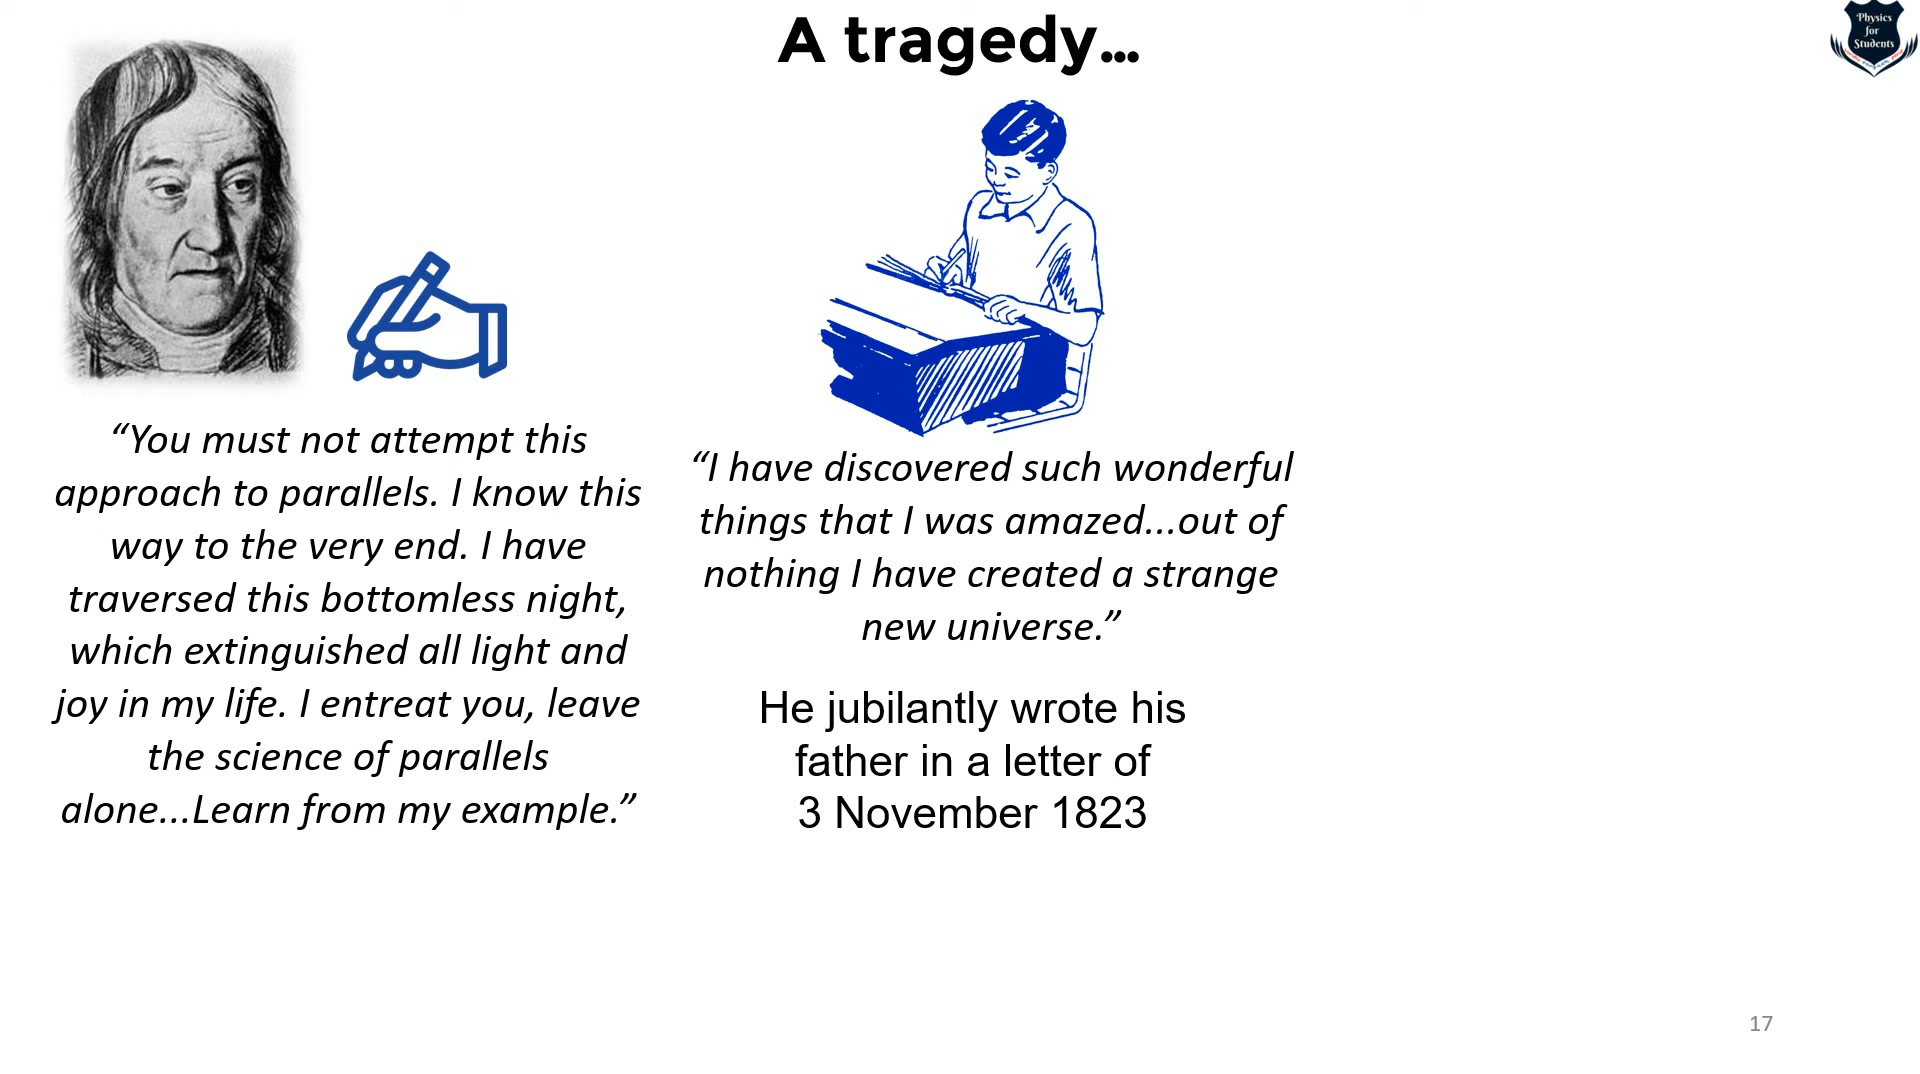 A tragedy...
Physics
for
Students
“You must not attempt this
approach to parallels. I know this
way to the very end. I have
traversed this bottomless night,
which extinguished all light and
joy in my life. I entreat you, leave
the science of parallels
alone...Learn from my example.”
“I have discovered such wonderful
things that I was amazed...out of
nothing I have created a strange
new universe.”
He jubilantly wrote his
father in a letter of
3 November 1823
17